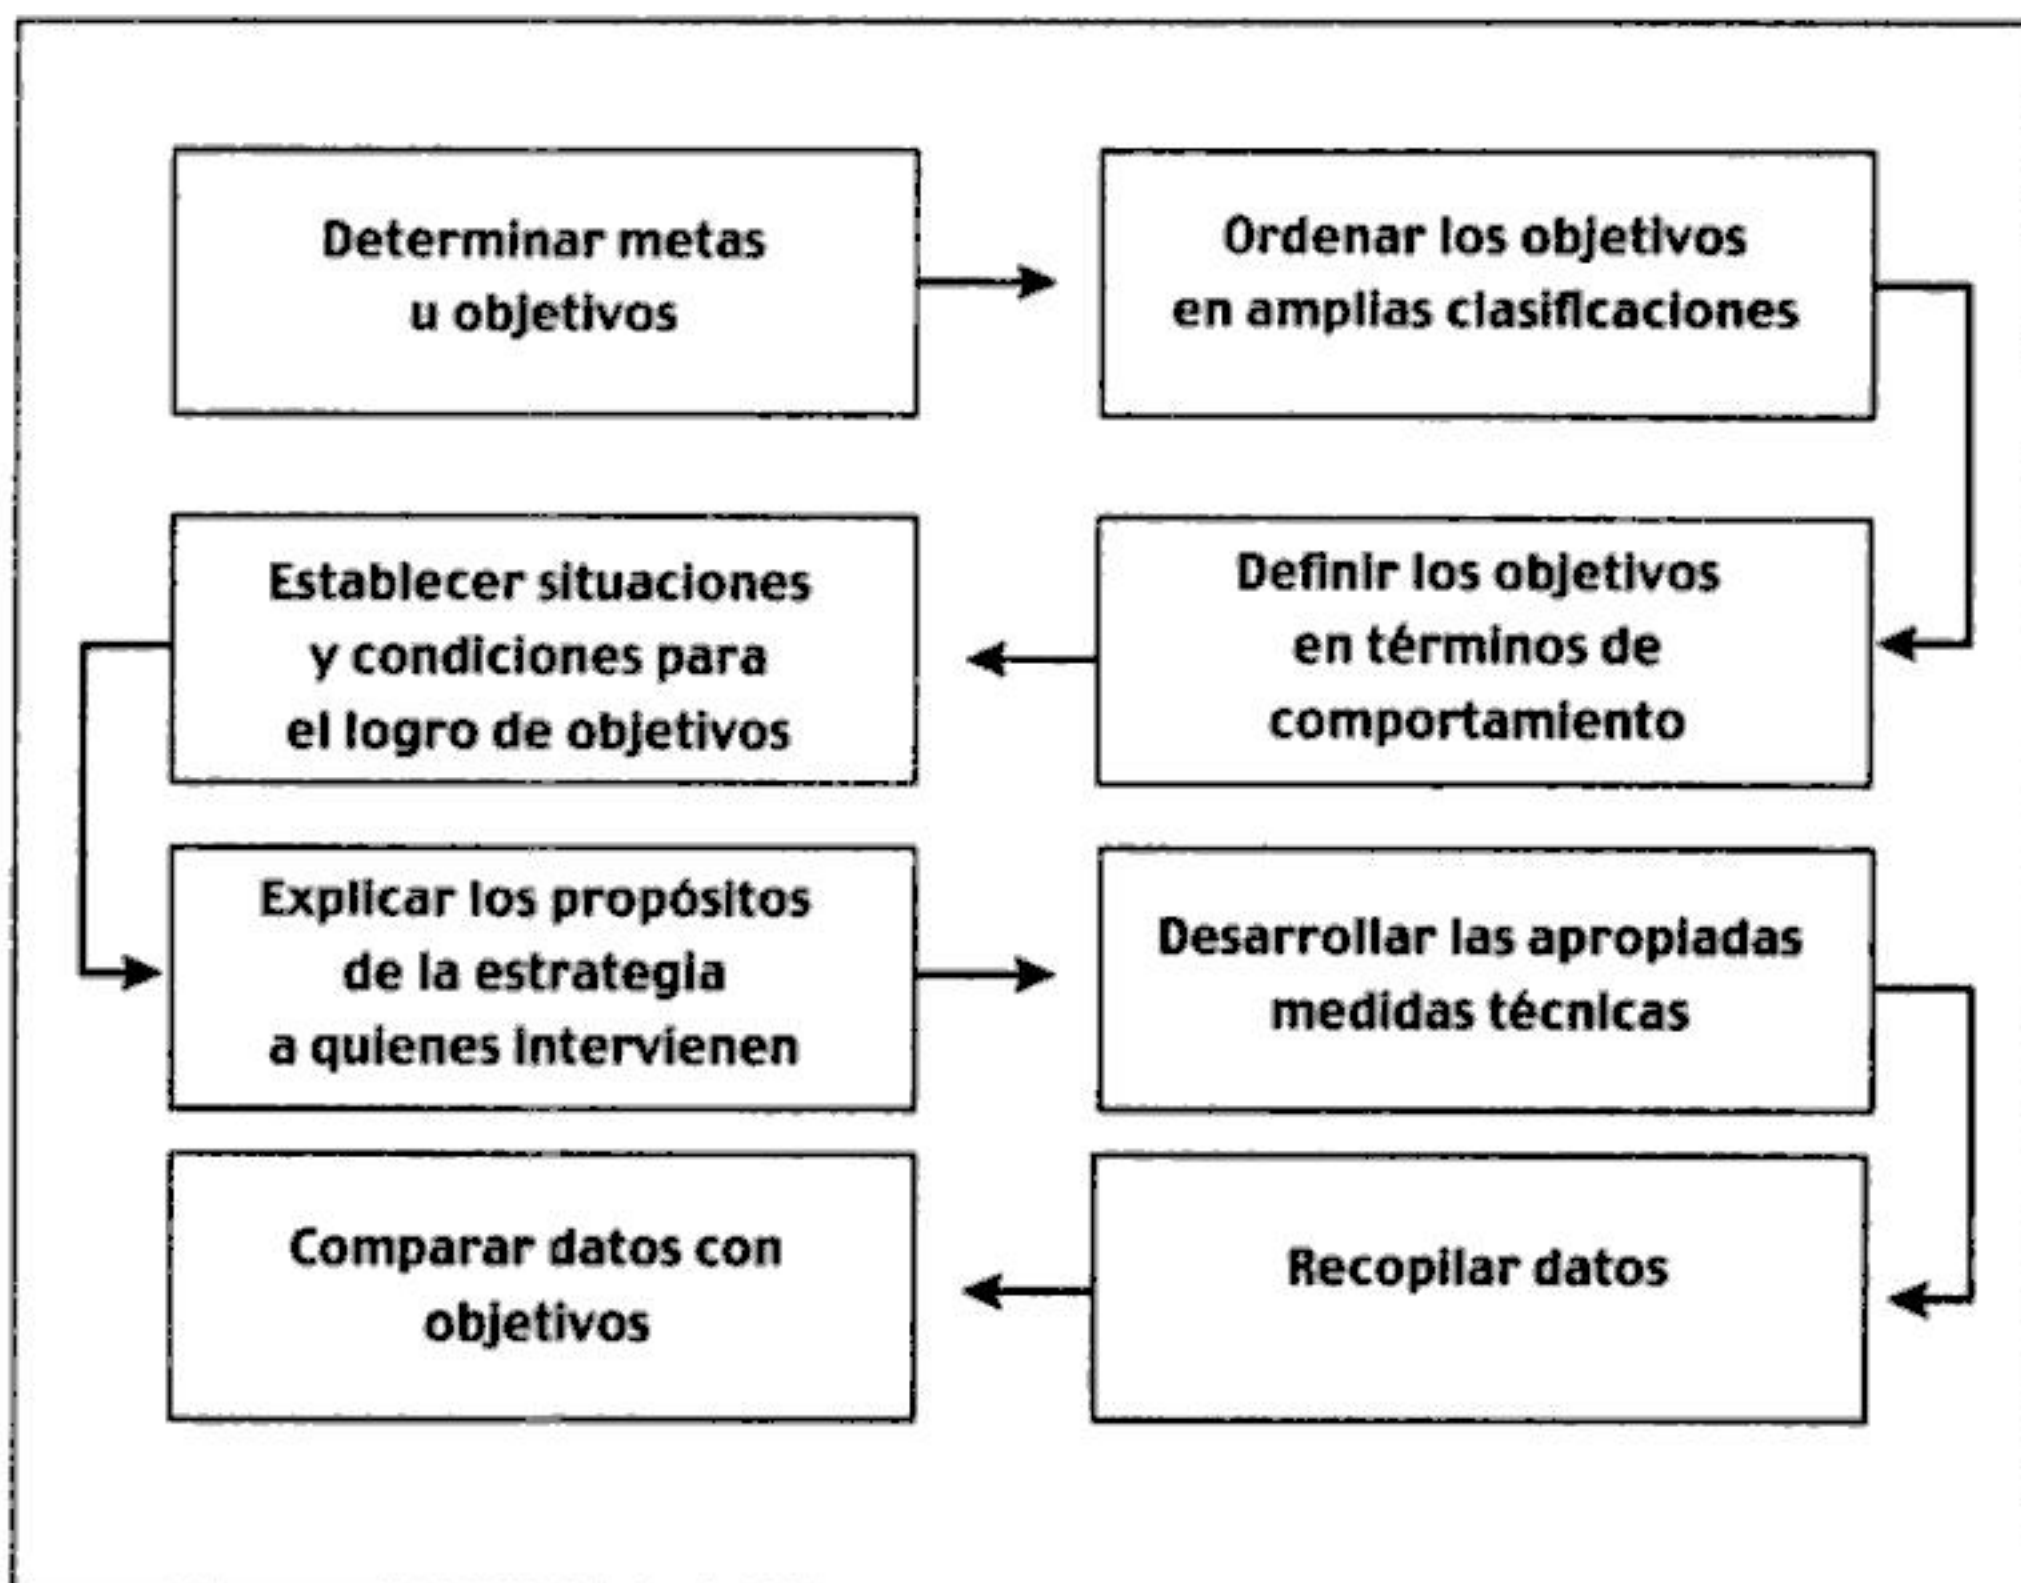 Determinar metas
u objetivos
Ordenar los objetivos
en amplias clasificaciones
Definir los objetivos
en términos de
comportamiento
Establecer situaciones
y condiciones para
el logro de objetivos
Explicar los propósitos
de la estrategia
a quienes intervienen
Desarrollar las apropiadas
medidas técnicas
Recopilar datos
Comparar datos con
objetivos